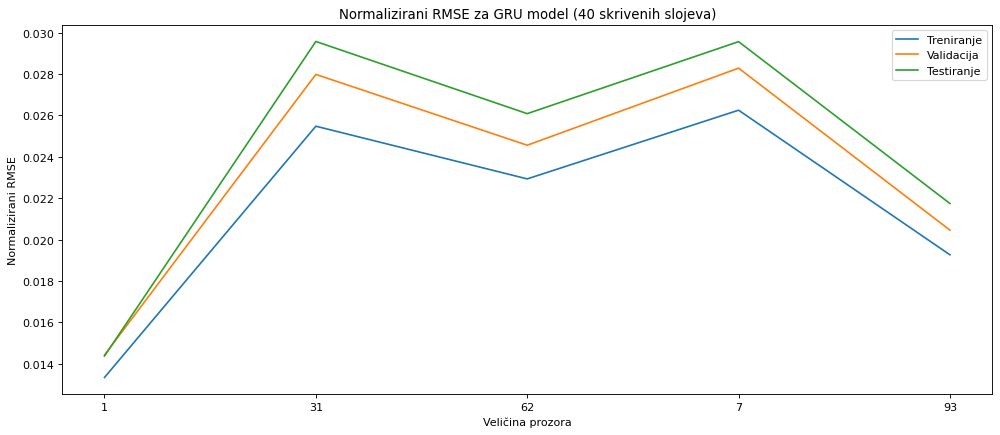 Normalizirani RMSE za GRU model (40 skrivenih slojeva)
Treniranje
Validacija
Testiranje
Normalizirani RMSE
0.030
0.028
0.026
0.024
0.022
0.020
0.018
0.016
0.014
1 31 62 7 93
Veličina prozora